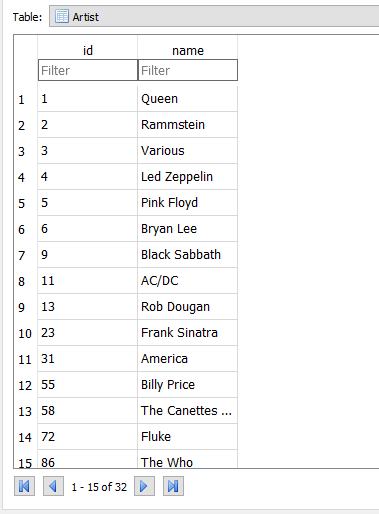 Table: Artist
id name
Filter Filter
1 1 Queen
2 2 Rammstein
3 3 Various
4 4 Led Zeppelin
5 5 Pink Floyd
6 6 Bryan Lee
7 9 Black Sabbath
8 11 AC/DC
9 13 Rob Dougan
10 23 Frank Sinatra
11 31 America
12 55 Billy Price
13 58 The Canettes ...
14 72 Fluke
15 86 The Who
1 - 15 of 32